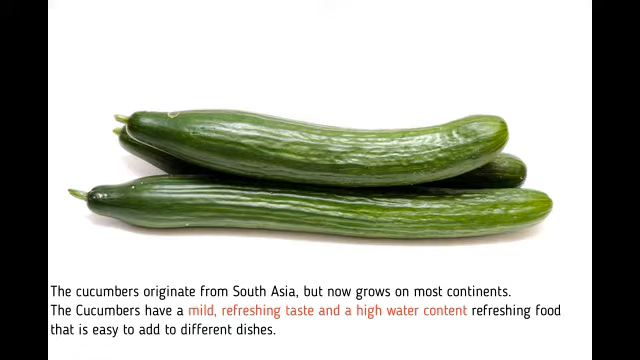 The cucumbers originate from South Asia, but now grows on most continents.
The Cucumbers have a mild, refreshing taste and a high water content refreshing food
that is easy to add to different dishes.